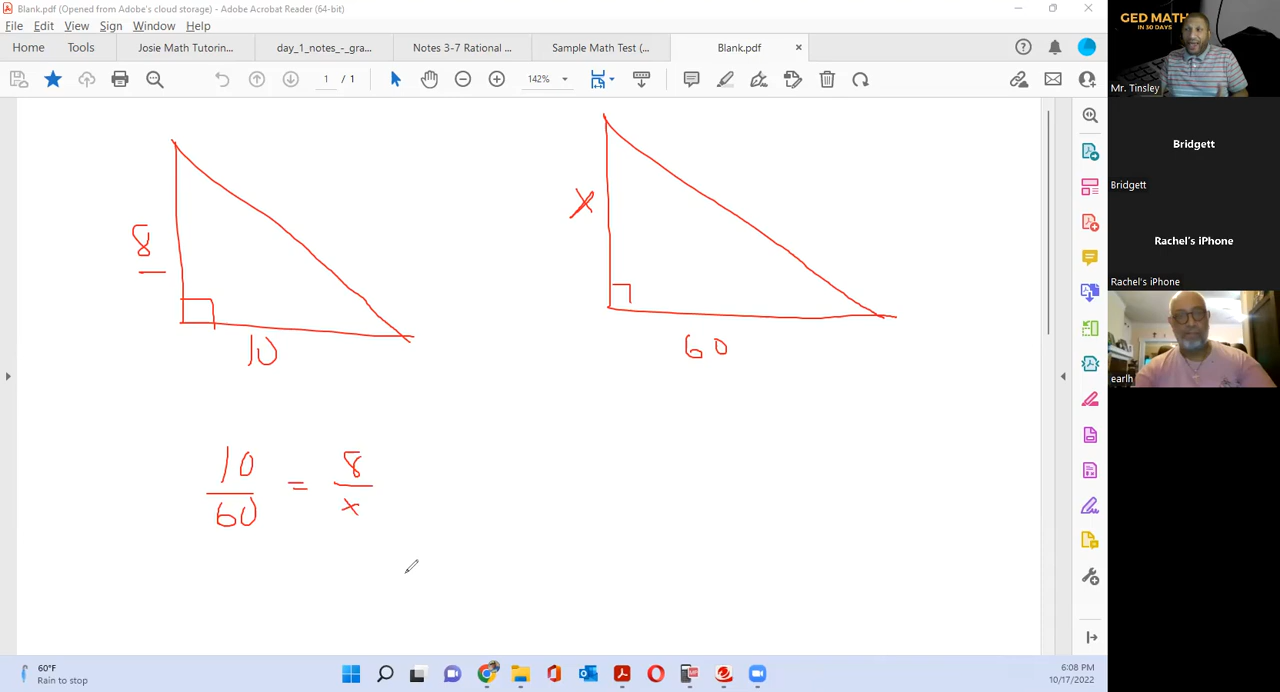 Blank.pdf (Opened from Adobe's cloud storage) - Adobe Acrobat Reader (64-bit)
File Edit View Sign Window Help
Home Tools Josie Math Tutorin... day_1_notes_-_gra... Notes 3-7 Rational ... Sample Math Test (... Blank.pdf
1 / 1 142%
GED MATH
IN 30 DAYS
Mr. Tinsley
Bridgett
Bridgett
Rachel's iPhone
Rachel's iPhone
earlh
8
10
x
60
10 / 60 = 8 / x
60°F
Rain to stop
6:08 PM
10/17/2022